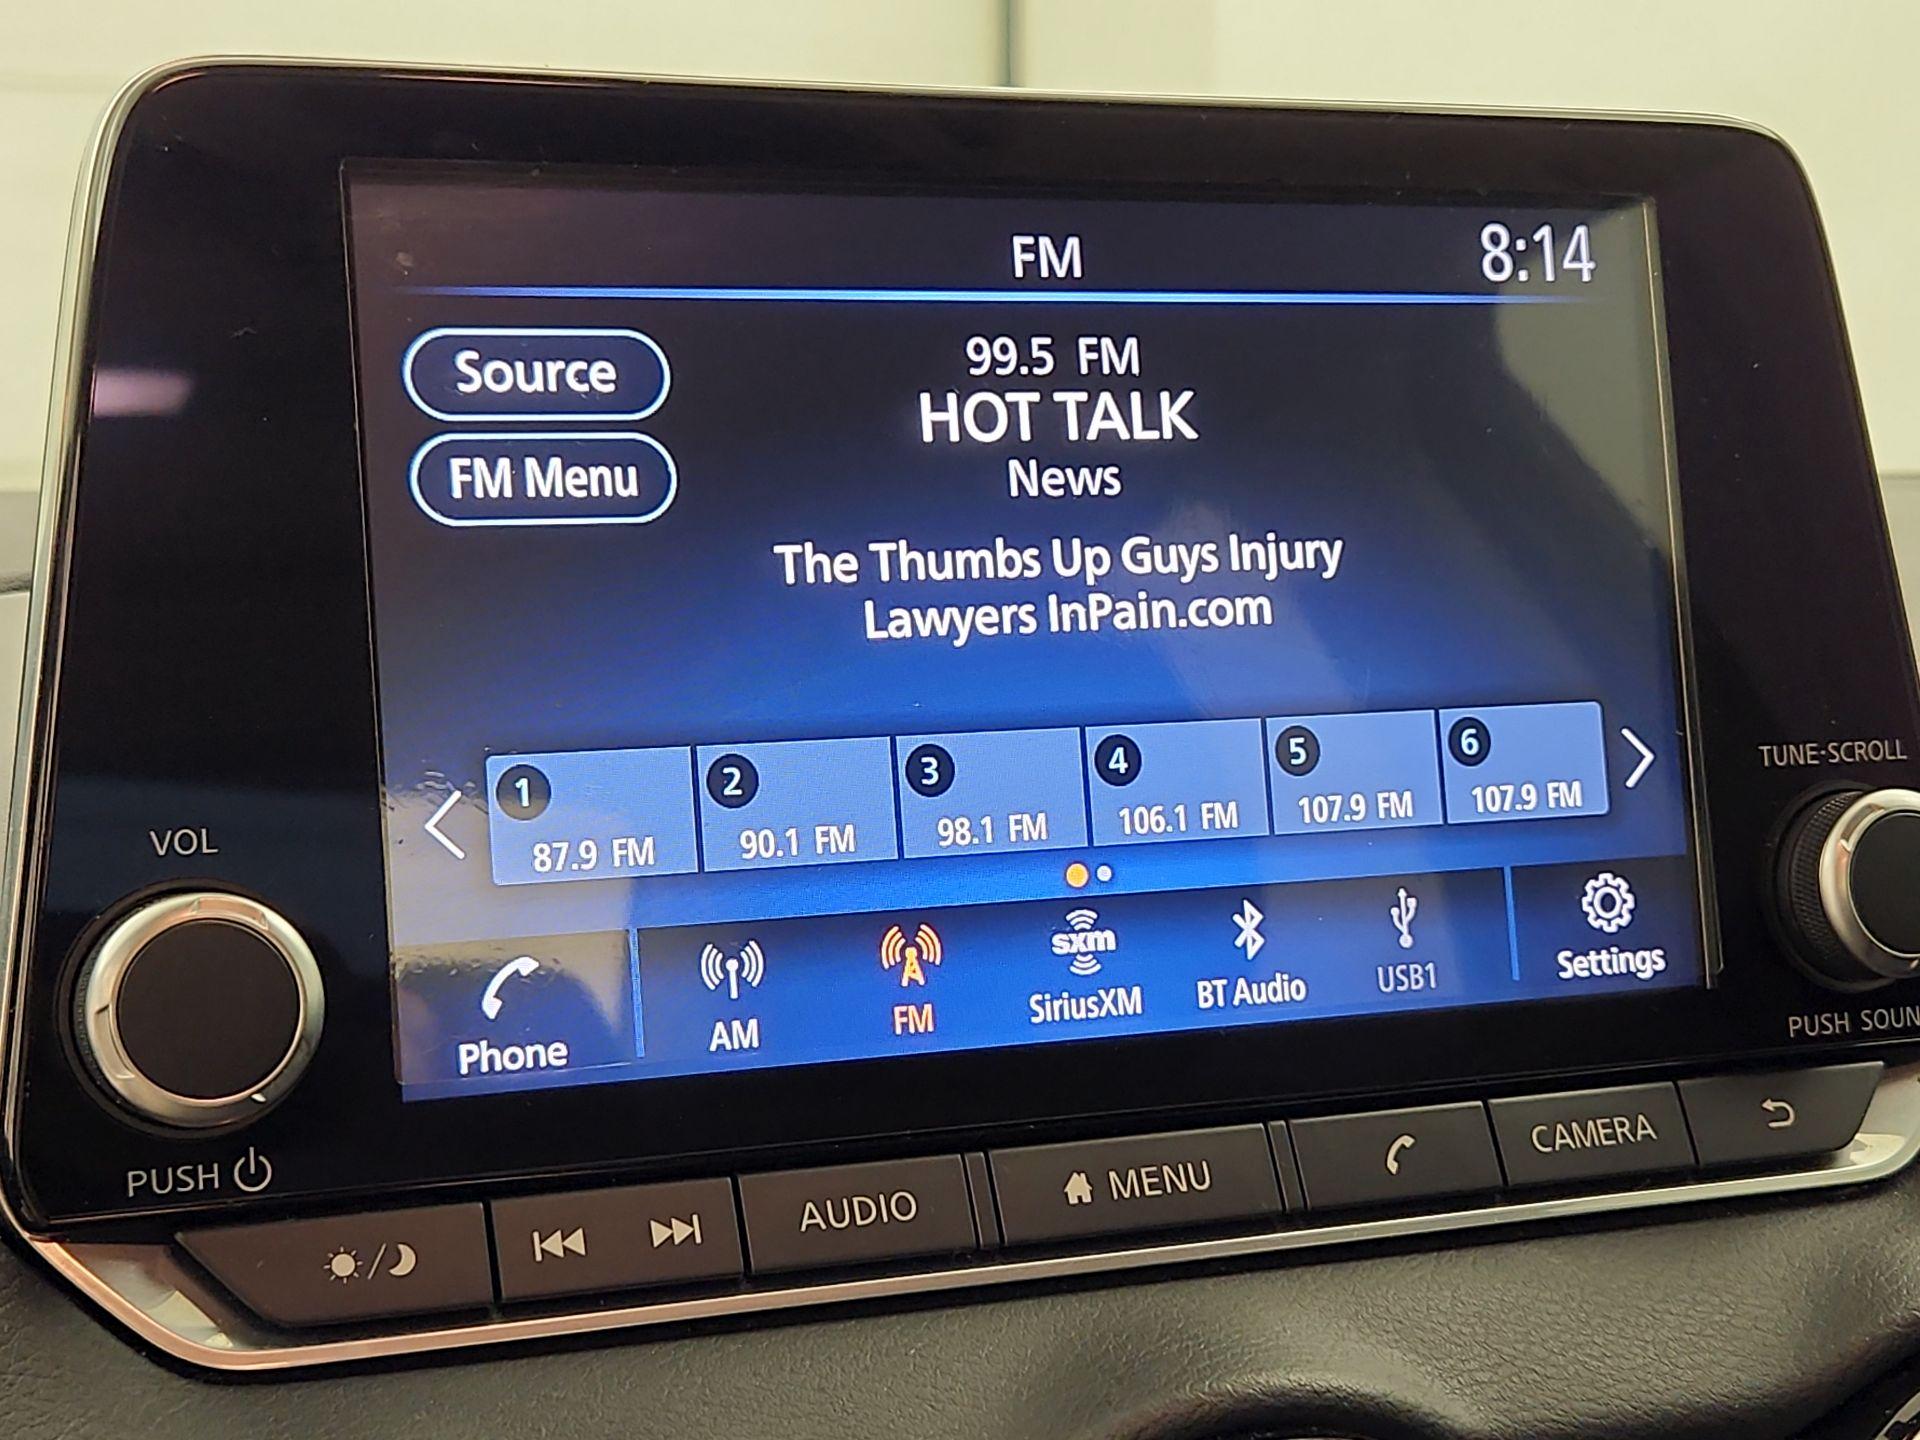 FM
8:14
Source
FM Menu
99.5 FM
HOT TALK
News
The Thumbs Up Guys Injury
Lawyers InPain.com
1
87.9 FM
2
90.1 FM
3
98.1 FM
4
106.1 FM
5
107.9 FM
6
107.9 FM
Phone
AM
FM
sxm
SiriusXM
BT Audio
USB1
Settings
VOL
PUSH
TUNE·SCROLL
PUSH SOUN
AUDIO
MENU
CAMERA